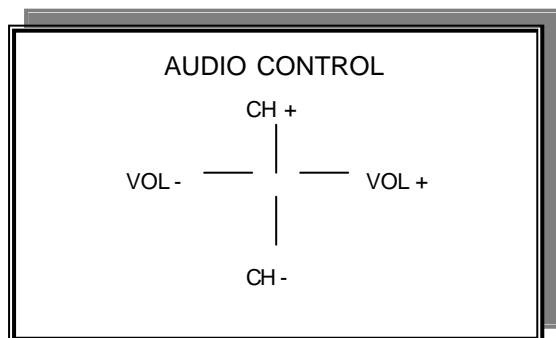 AUDIO CONTROL
CH +
VOL - VOL +
CH -